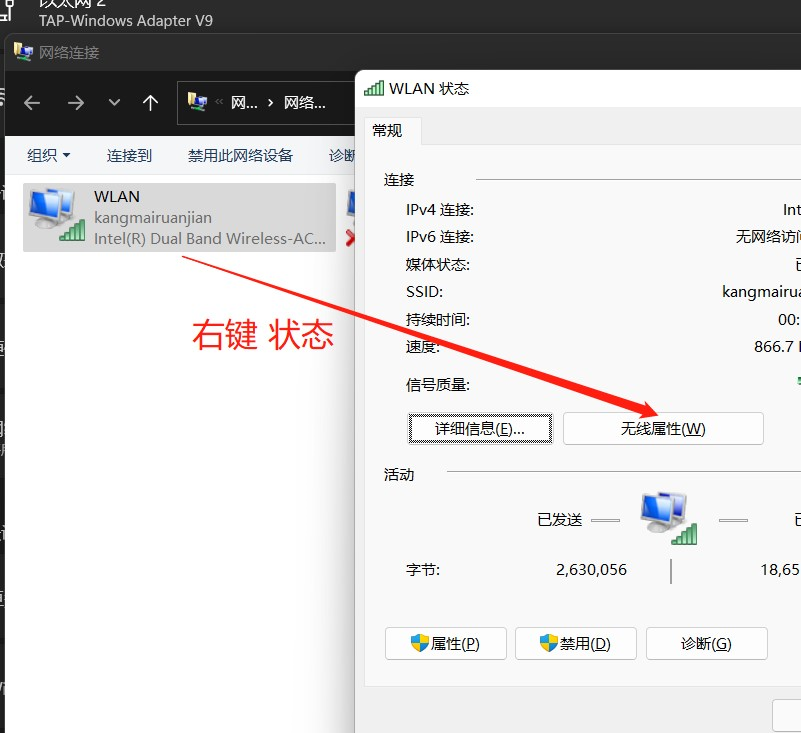 以太网 2
TAP-Windows Adapter V9
网络连接
« 网... › 网络...
组织 连接到 禁用此网络设备 诊断
WLAN
kangmairuanjian
Intel(R) Dual Band Wireless-AC...
右键 状态
WLAN 状态
常规
连接
IPv4 连接: Int
IPv6 连接: 无网络访问
媒体状态:
SSID: kangmairua
持续时间: 00:
速度: 866.7
信号质量:
详细信息(E)... 无线属性(W)
活动
已发送
字节: 2,630,056 18,65
属性(P) 禁用(D) 诊断(G)